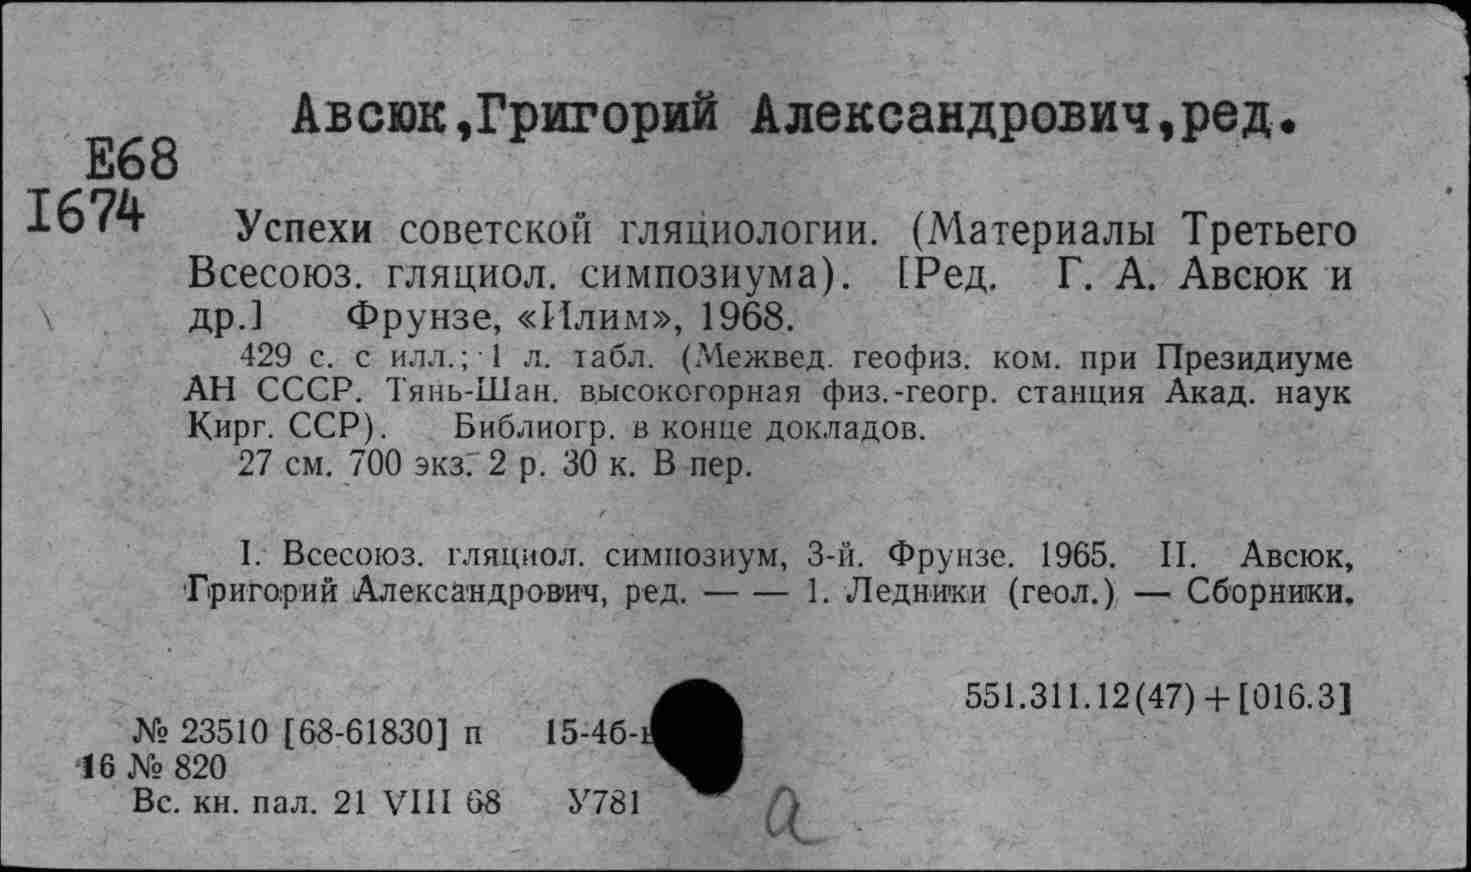 Авсюк,Григорий Александрович,ред.
Е68
I674
Успехи советской гляциологии. (Материалы Третьего
Всесоюз. гляциол. симпозиума). [Ред. Г. А. Авсюк и
др.] Фрунзе, «Илим», 1968.
429 с. с илл.; 1 л. табл. (Межвед. геофиз. ком. при Президиуме
АН СССР. Тянь-Шан. высокогорная физ.-геогр. станция Акад. наук
Кирг. ССР). Библиогр. в конце докладов.
27 см. 700 экз. 2 р. 30 к. В пер.
I. Всесоюз. гляциол. симпозиум, 3-й. Фрунзе. 1965. II. Авсюк,
Григорий Александрович, ред. — — 1. Ледники (геол.) — Сборники.
551.311.12(47) + [016.3]
№ 23510 [68-61830] п 15-4б-
16 № 820
Вс. кн. пал. 21 VIII 68 У781
а